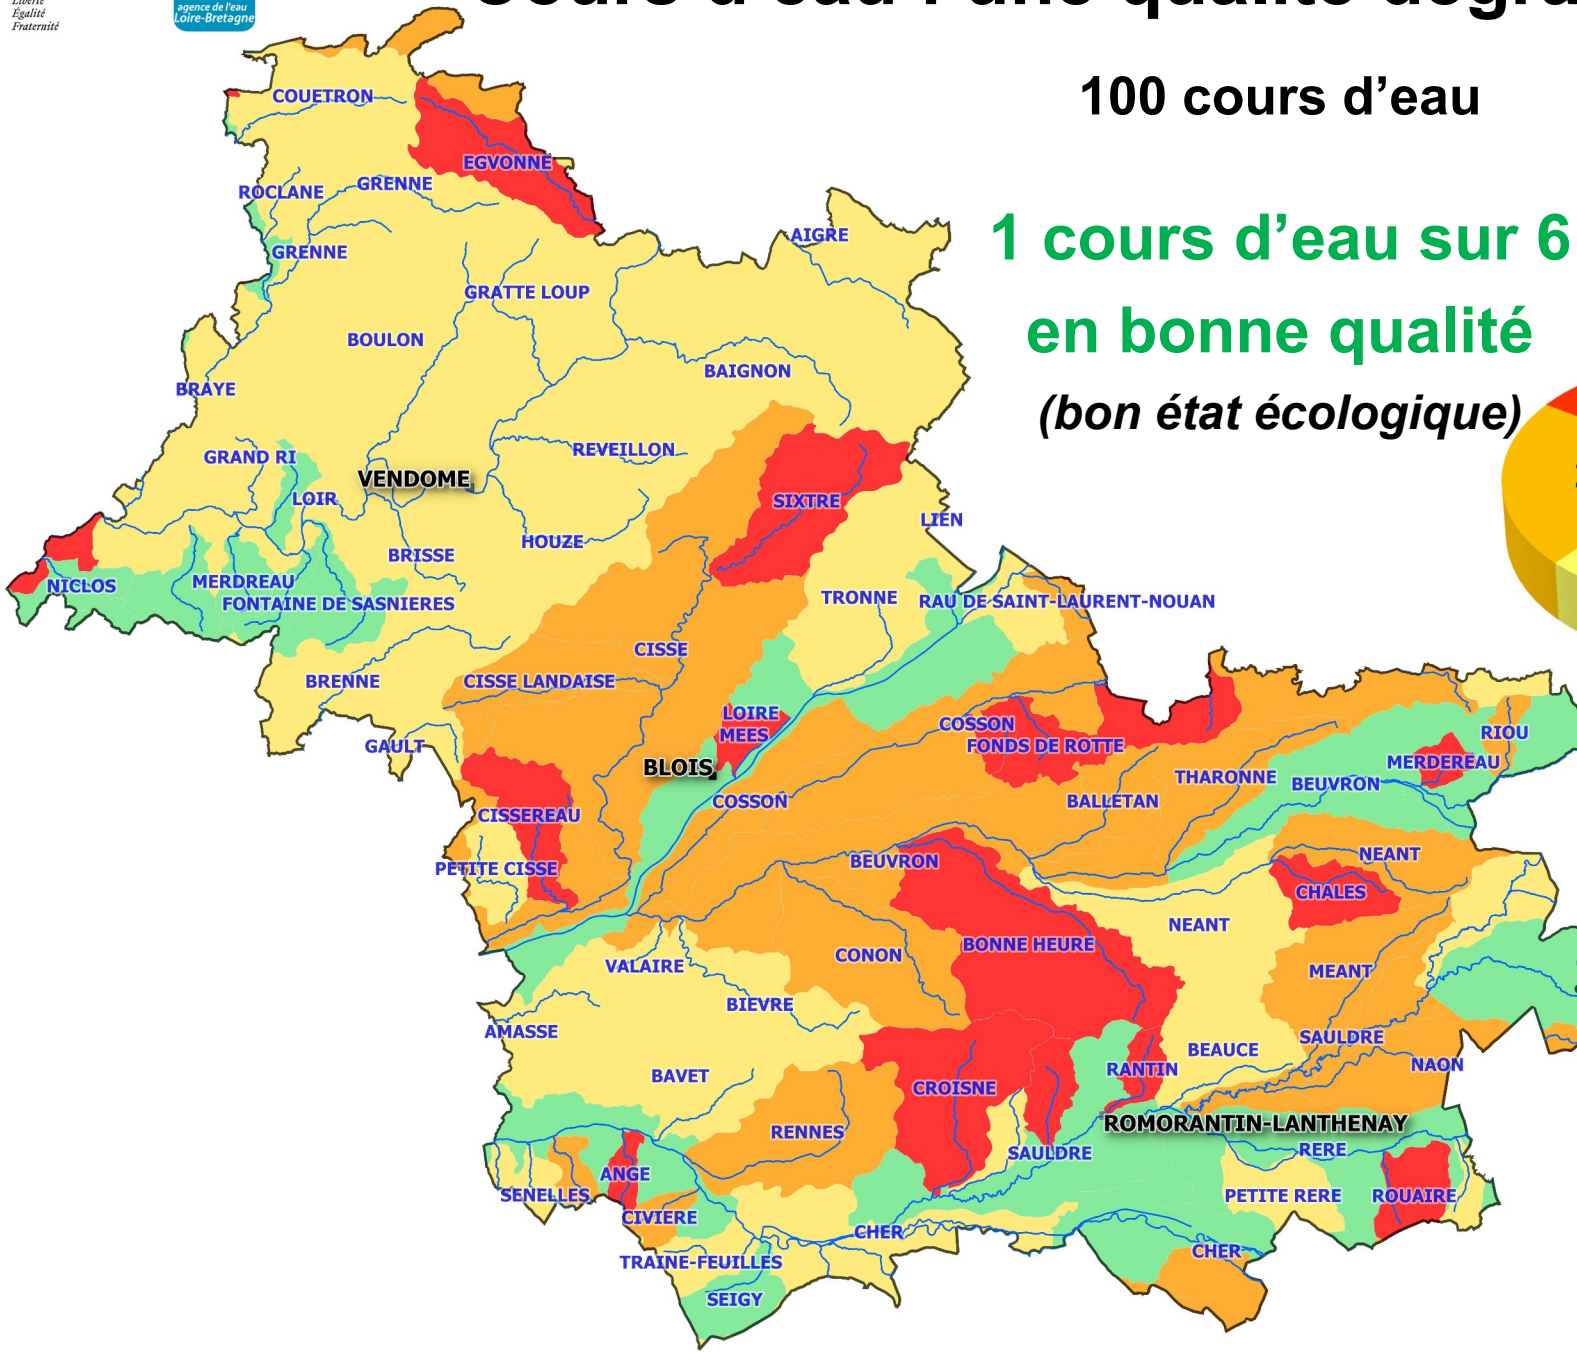 Liberté
Égalité
Fraternité
agence de l'eau
Loire-Bretagne
100 cours d'eau
1 cours d'eau sur 6
en bonne qualité
(bon état écologique)
COUETRON
EGVONNE
ROCLANE
GRENNE
GRENNE
AIGRE
GRATTE LOUP
BOULON
BAIGNON
BRAYE
GRAND RI
REVEILLON
VENDOME
LOIR
SIXTRE
LIEN
HOUZE
BRISSE
NICLOS
MERDREAU
FONTAINE DE SASNIERES
TRONNE
RAU DE SAINT-LAURENT-NOUAN
CISSE
BRENNE
CISSE LANDAISE
LOIRE
MEES
COSSON
FONDS DE ROTTE
RIOU
GAULT
BLOIS
MERDEREAU
THARONNE
BEUVRON
COSSON
BALLETAN
CISSEREAU
PETITE CISSE
BEUVRON
NEANT
CHALES
NEANT
BONNE HEURE
CONON
VALAIRE
MEANT
BIEVRE
AMASSE
SAULDRE
BEAUCE
NAON
BAVET
RANTIN
CROISNE
ROMORANTIN-LANTHENAY
RENNES
SAULDRE
RERE
ANGE
SENELLES
PETITE RERE
ROUAIRE
CIVIERE
CHER
CHER
TRAINE-FEUILLES
SEIGY